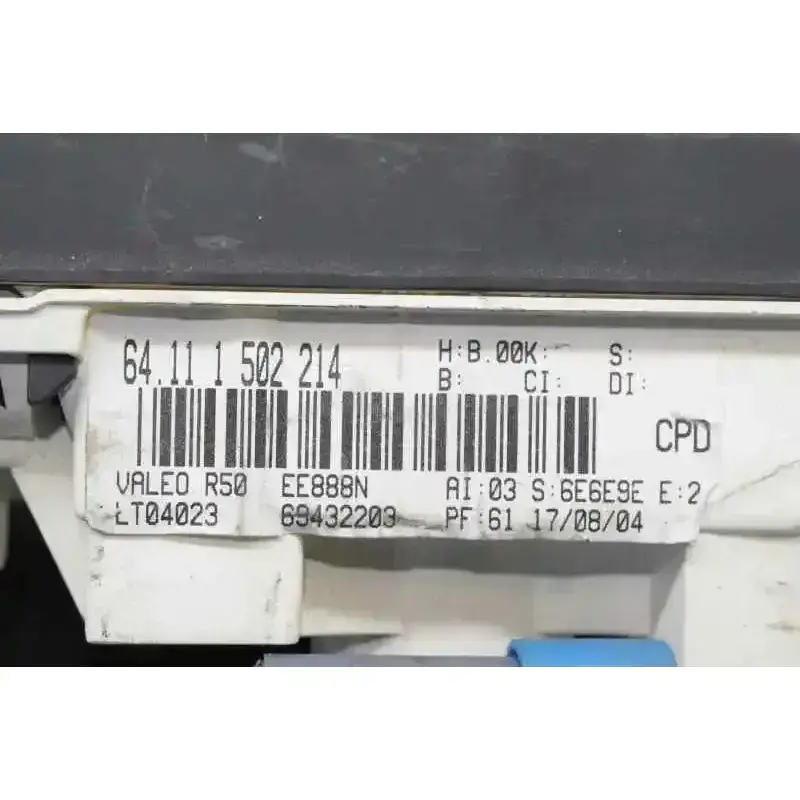 64.11 1 502 214
H:B.00K:
S:
B:
CI:
DI:
CPD
VALEO R50 EE888N AI:03 S:6E6E9E E:2
LT04023 69432203 PF:61 17/08/04